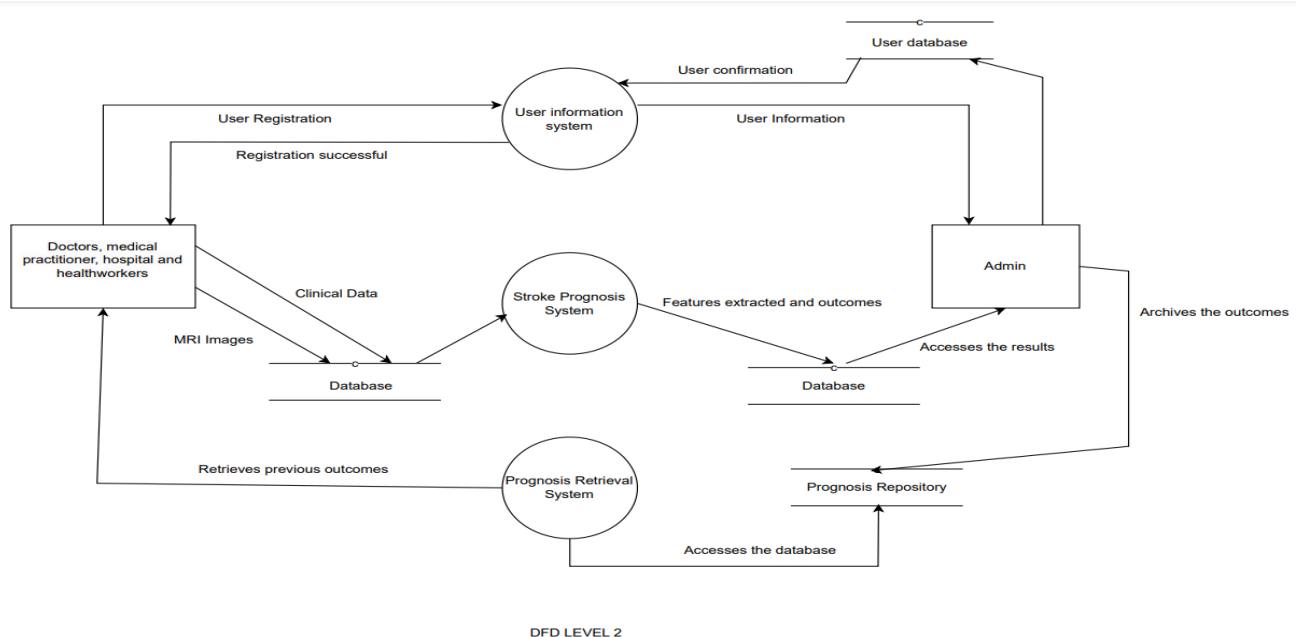 C
User database
User confirmation
User information
system
User Registration
User Information
Registration successful
Doctors, medical
practitioner, hospital and
healthworkers
Admin
Clinical Data
Stroke Prognosis
System
Features extracted and outcomes
Archives the outcomes
MRI Images
Accesses the results
C
Database
C
Database
Retrieves previous outcomes
Prognosis Retrieval
System
Prognosis Repository
Accesses the database
DFD LEVEL 2